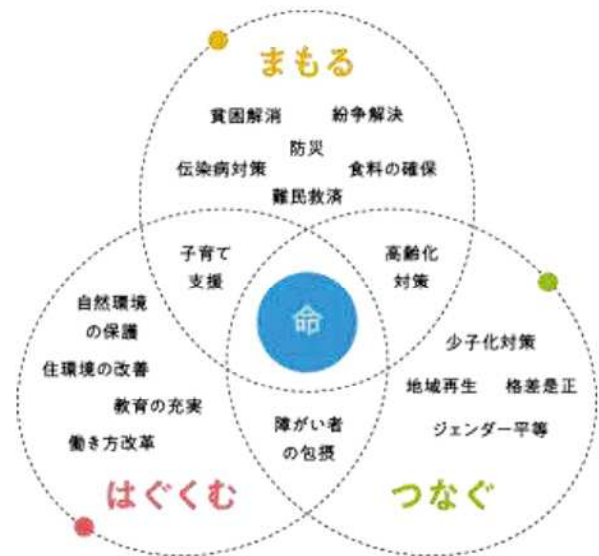 まもる
貧困解消 紛争解決
防災
伝染病対策 食料の確保
難民救済
子育て
支援
高齢化
対策
命
自然環境
の保護
住環境の改善
教育の充実
働き方改革
はぐくむ
障がい者
の包摂
少子化対策
地域再生 格差是正
ジェンダー平等
つなぐ